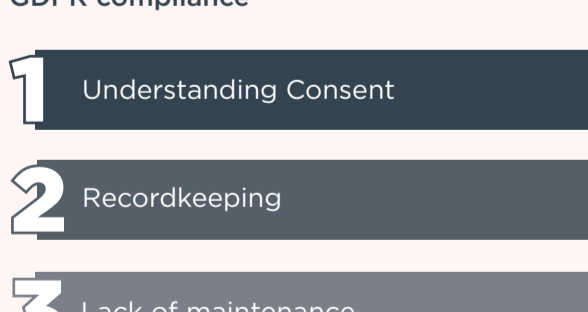 GDPR compliance
1 Understanding Consent
2 Recordkeeping
3 Lack of maintenance